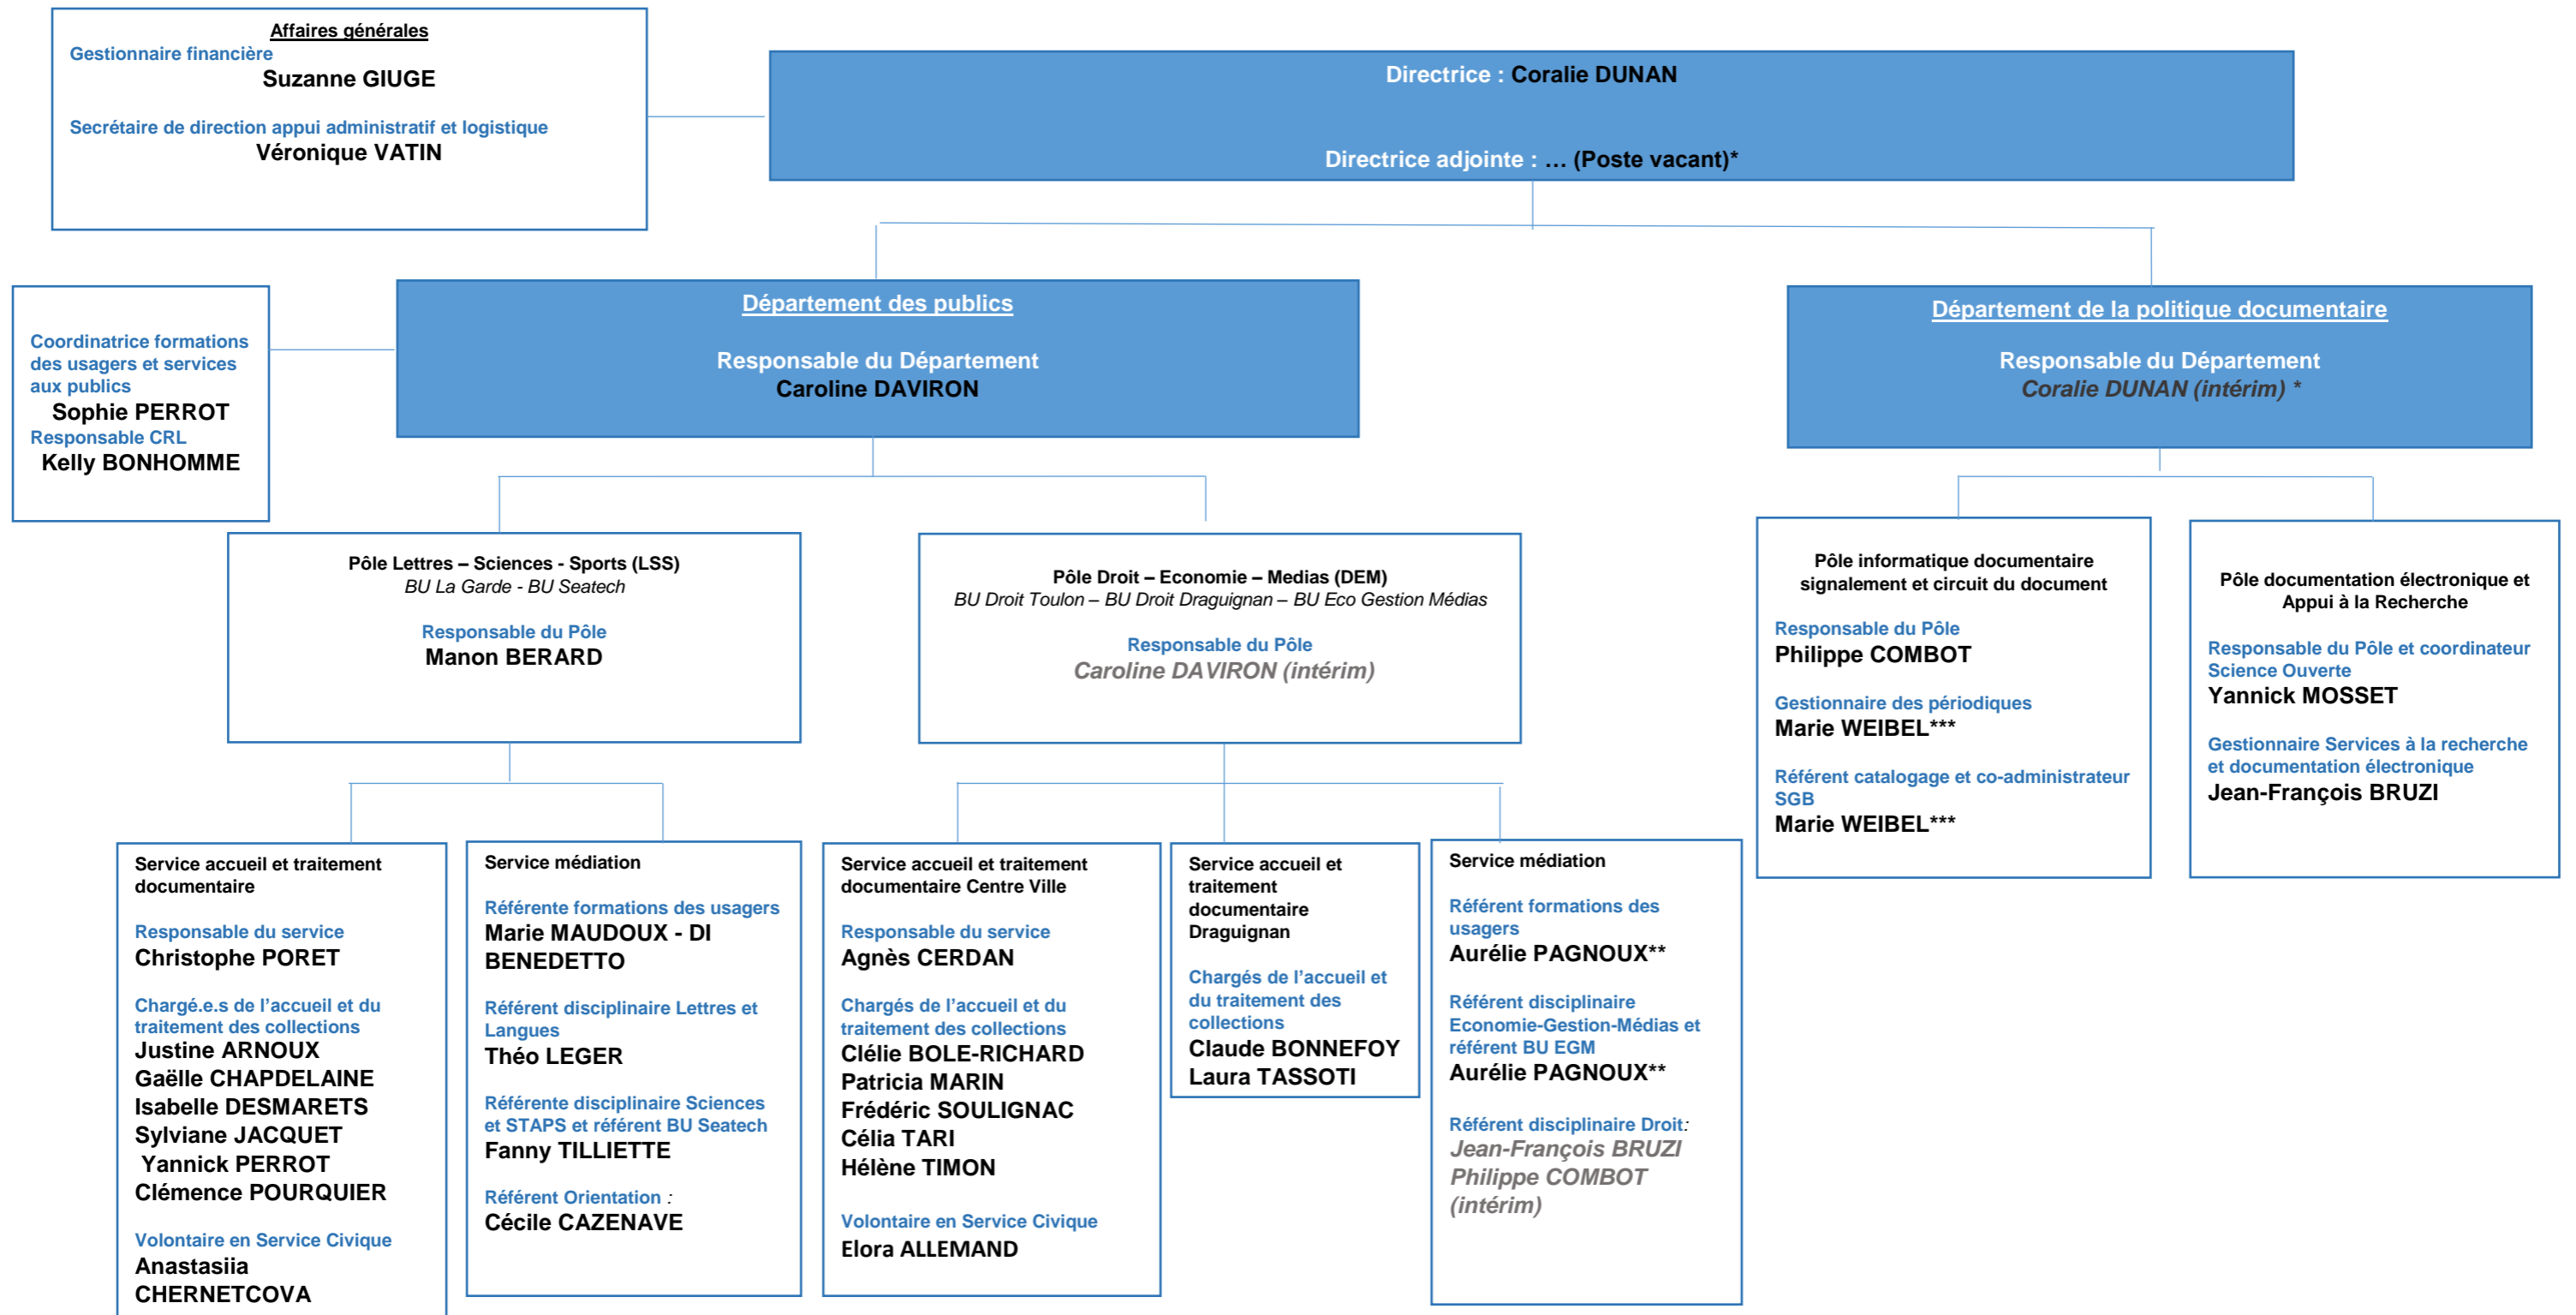 Affaires générales
Gestionnaire financière
Suzanne GIUGE
Secrétaire de direction appui administratif et logistique
Véronique VATIN
Directrice : Coralie DUNAN
Directrice adjointe : … (Poste vacant)*
Coordinatrice formations
des usagers et services
aux publics
Sophie PERROT
Responsable CRL
Kelly BONHOMME
Département des publics
Responsable du Département
Caroline DAVIRON
Département de la politique documentaire
Responsable du Département
Coralie DUNAN (intérim) *
Pôle Lettres – Sciences - Sports (LSS)
BU La Garde - BU Seatech
Responsable du Pôle
Manon BERARD
Pôle Droit – Economie – Medias (DEM)
BU Droit Toulon – BU Droit Draguignan – BU Eco Gestion Médias
Responsable du Pôle
Caroline DAVIRON (intérim)
Pôle informatique documentaire
signalement et circuit du document
Responsable du Pôle
Philippe COMBOT
Gestionnaire des périodiques
Marie WEIBEL***
Référent catalogage et co-administrateur
SGB
Marie WEIBEL***
Pôle documentation électronique et
Appui à la Recherche
Responsable du Pôle et coordinateur
Science Ouverte
Yannick MOSSET
Gestionnaire Services à la recherche
et documentation électronique
Jean-François BRUZI
Service accueil et traitement
documentaire
Responsable du service
Christophe PORET
Chargé.e.s de l'accueil et du
traitement des collections
Justine ARNOUX
Gaëlle CHAPDELAINE
Isabelle DESMARETS
Sylviane JACQUET
Yannick PERROT
Clémence POURQUIER
Volontaire en Service Civique
Anastasiia
CHERNETCOVA
Service médiation
Référente formations des usagers
Marie MAUDOUX - DI
BENEDETTO
Référent disciplinaire Lettres et
Langues
Théo LEGER
Référente disciplinaire Sciences
et STAPS et référent BU Seatech
Fanny TILLIETTE
Référent Orientation :
Cécile CAZENAVE
Service accueil et traitement
documentaire Centre Ville
Responsable du service
Agnès CERDAN
Chargés de l'accueil et du
traitement des collections
Clélie BOLE-RICHARD
Patricia MARIN
Frédéric SOULIGNAC
Célia TARI
Hélène TIMON
Volontaire en Service Civique
Elora ALLEMAND
Service accueil et
traitement
documentaire
Draguignan
Chargés de l'accueil et
du traitement des
collections
Claude BONNEFOY
Laura TASSOTI
Service médiation
Référent formations des
usagers
Aurélie PAGNOUX**
Référent disciplinaire
Economie-Gestion-Médias et
référent BU EGM
Aurélie PAGNOUX**
Référent disciplinaire Droit:
Jean-François BRUZI
Philippe COMBOT
(intérim)